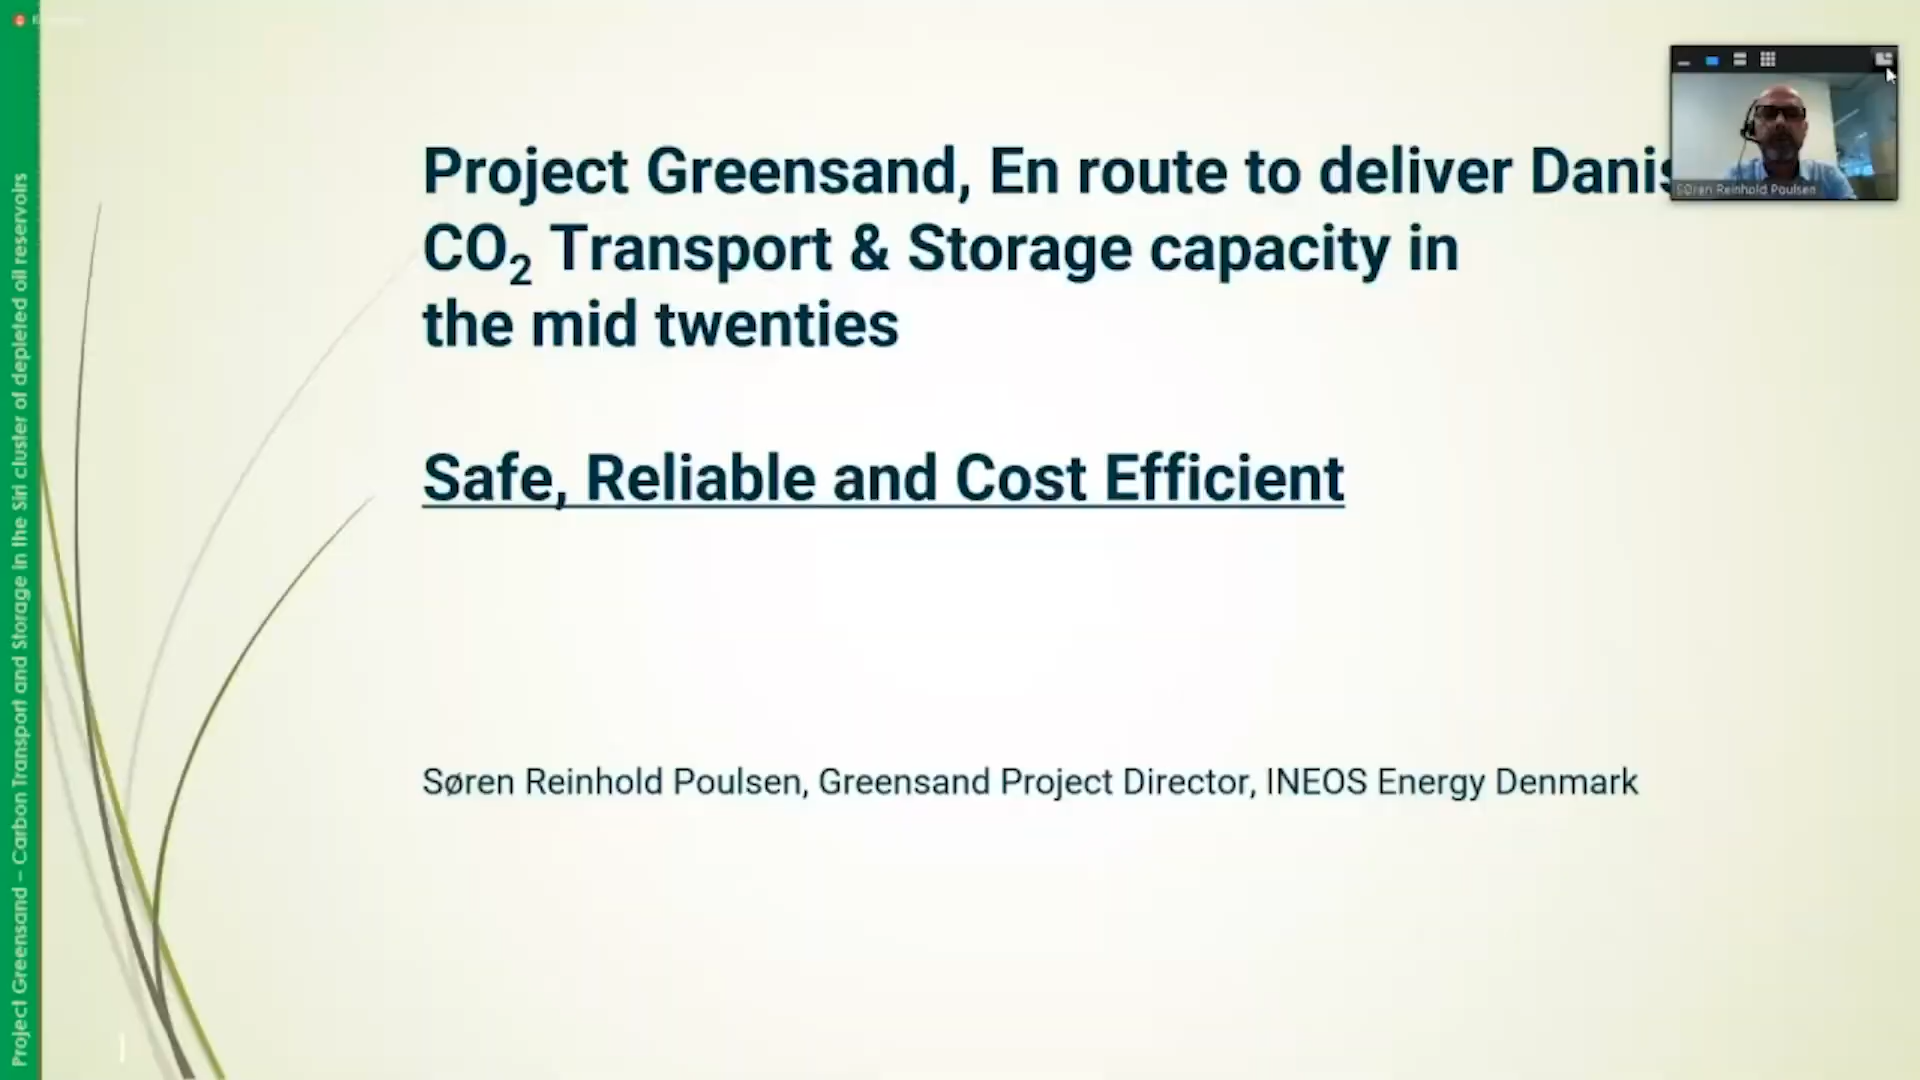 Project Greensand, En route to deliver Danis
CO₂ Transport & Storage capacity in
the mid twenties
Safe, Reliable and Cost Efficient
Søren Reinhold Poulsen, Greensand Project Director, INEOS Energy Denmark
Project Greensand – Carbon Transport and Storage in the Siri cluster of depleted oil reservoirs
Søren Reinhold Poulsen
1